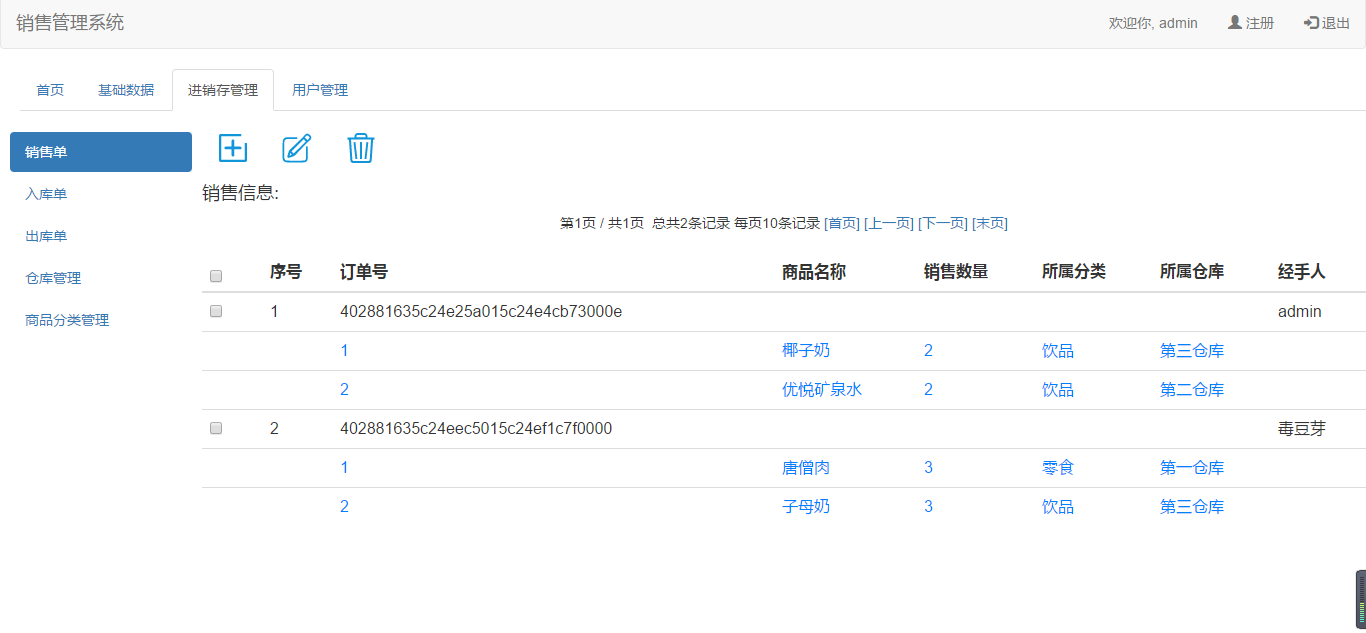 销售管理系统 欢迎你, admin 注册 退出
首页 基础数据 进销存管理 用户管理
销售单
入库单
出库单
仓库管理
商品分类管理
销售信息:
第1页 / 共1页 总共2条记录 每页10条记录 [首页] [上一页] [下一页] [末页]
序号 订单号 商品名称 销售数量 所属分类 所属仓库 经手人
1 402881635c24e25a015c24e4cb73000e admin
1 椰子奶 2 饮品 第三仓库
2 优悦矿泉水 2 饮品 第二仓库
2 402881635c24eec5015c24ef1c7f0000 毒豆芽
1 唐僧肉 3 零食 第一仓库
2 子母奶 3 饮品 第三仓库